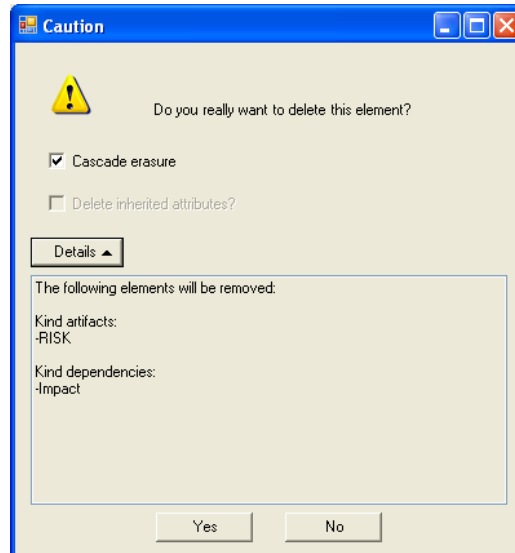 Caution
Do you really want to delete this element?
Cascade erasure
Delete inherited attributes?
Details
The following elements will be removed:
Kind artifacts:
-RISK
Kind dependencies:
-Impact
Yes
No